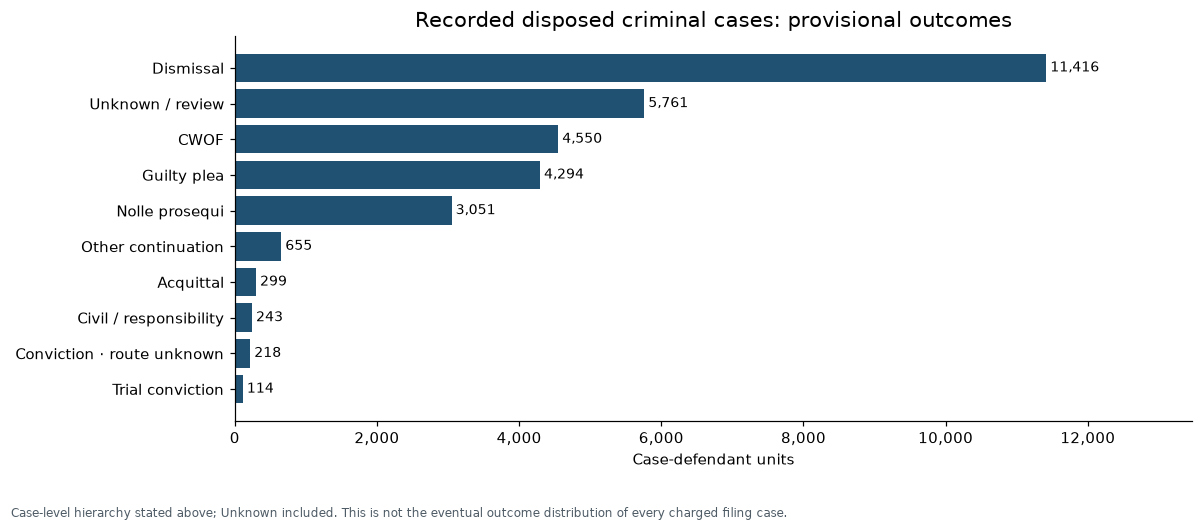 Recorded disposed criminal cases: provisional outcomes
Dismissal 11,416
Unknown / review 5,761
CWOF 4,550
Guilty plea 4,294
Nolle prosequi 3,051
Other continuation 655
Acquittal 299
Civil / responsibility 243
Conviction · route unknown 218
Trial conviction 114
0 2,000 4,000 6,000 8,000 10,000 12,000
Case-defendant units
Case-level hierarchy stated above; Unknown included. This is not the eventual outcome distribution of every charged filing case.